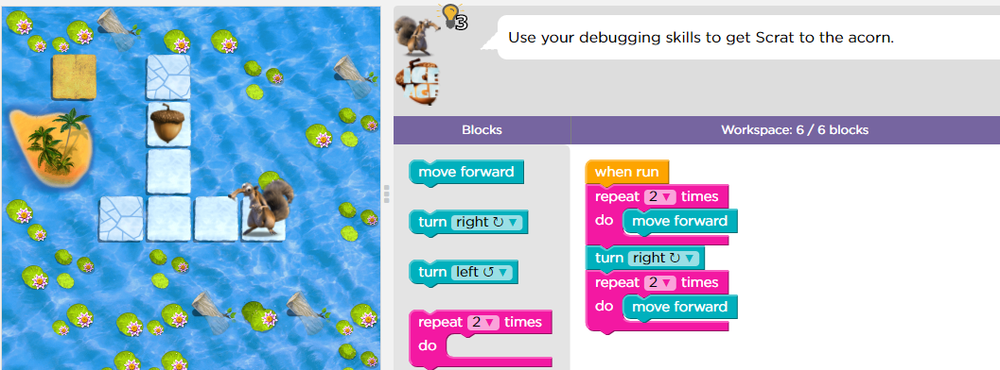 3
Use your debugging skills to get Scrat to the acorn.
ICE
AGE
Blocks
Workspace: 6 / 6 blocks
move forward
turn right ↻ ▼
turn left ↺ ▼
repeat 2 ▼ times
do
when run
repeat 2 ▼ times
do move forward
turn right ↻ ▼
repeat 2 ▼ times
do move forward